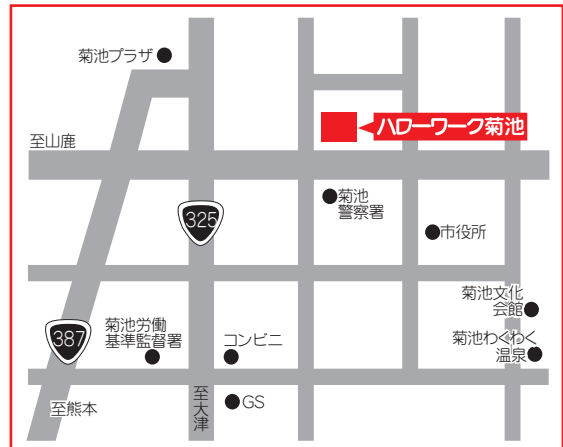 菊池プラザ
ハローワーク菊池
至山鹿
菊池
警察署
325
市役所
菊池文化
会館
387
菊池労働
基準監督署
コンビニ
菊池わくわく
温泉
至熊本
至大津
GS